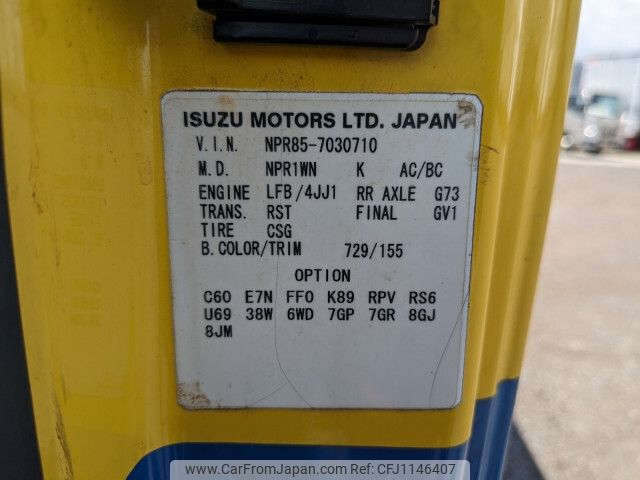 ISUZU MOTORS LTD. JAPAN
V.I.N. NPR85-7030710
M.D. NPR1WN K AC/BC
ENGINE LFB/4JJ1 RR AXLE G73
TRANS. RST FINAL GV1
TIRE CSG
B.COLOR/TRIM 729/155
OPTION
C60 E7N FF0 K89 RPV RS6
U69 38W 6WD 7GP 7GR 8GJ
8JM
www.CarFromJapan.com @CFJ1146407